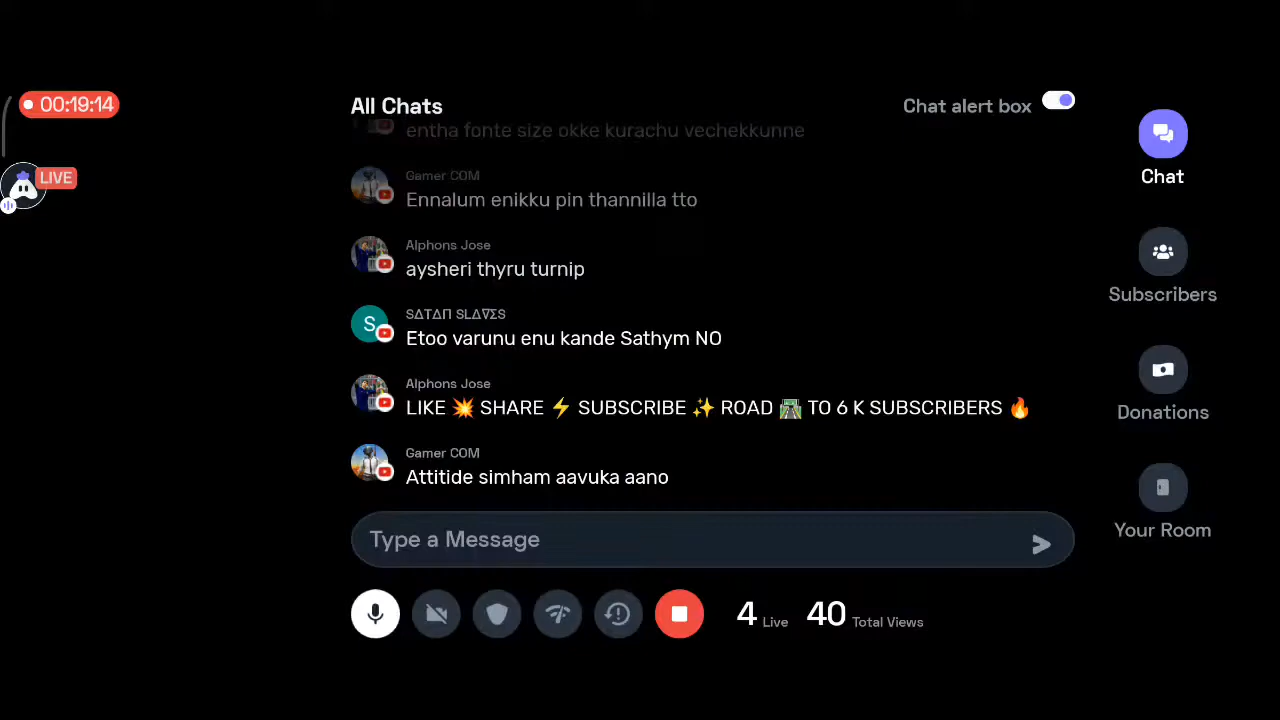 00:19:14
LIVE
All Chats
Chat alert box
entha fonte size okke kurachu vechekkunne
Gamer COM
Ennalum enikku pin thannilla tto
Alphons Jose
aysheri thyru turnip
S
SΔTΔΠ SLΔVΣS
Etoo varunu enu kande Sathym NO
Alphons Jose
LIKE 💥 SHARE ⚡ SUBSCRIBE ✨ ROAD 🛣️ TO 6 K SUBSCRIBERS 🔥
Gamer COM
Attitide simham aavuka aano
Type a Message
4 Live 40 Total Views
Chat
Subscribers
Donations
Your Room